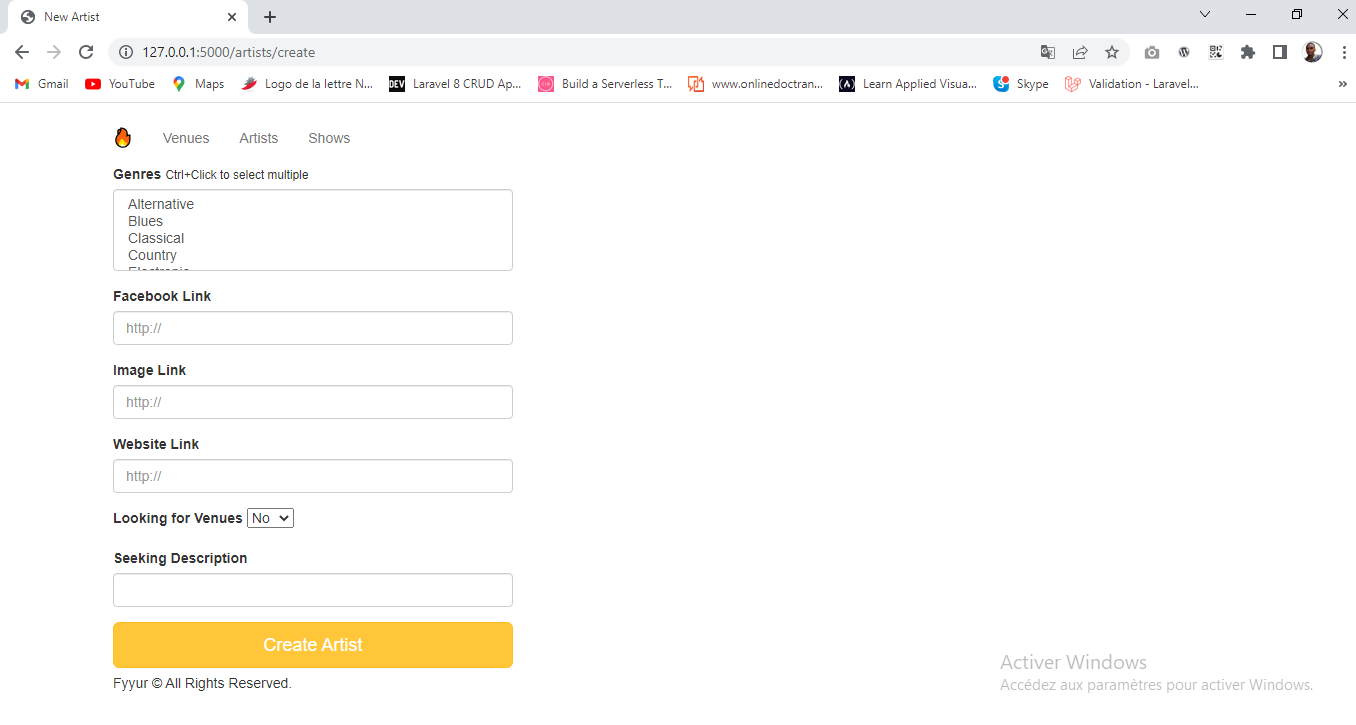 New Artist
127.0.0.1:5000/artists/create
Gmail YouTube Maps Logo de la lettre N... DEV Laravel 8 CRUD Ap... Build a Serverless T... www.onlinedoctran... Learn Applied Visua... Skype Validation - Laravel... »
Venues Artists Shows
Genres Ctrl+Click to select multiple
Alternative
Blues
Classical
Country
Electronic
Facebook Link
http://
Image Link
http://
Website Link
http://
Looking for Venues No
Seeking Description
Create Artist
Fyyur © All Rights Reserved.
Activer Windows
Accédez aux paramètres pour activer Windows.